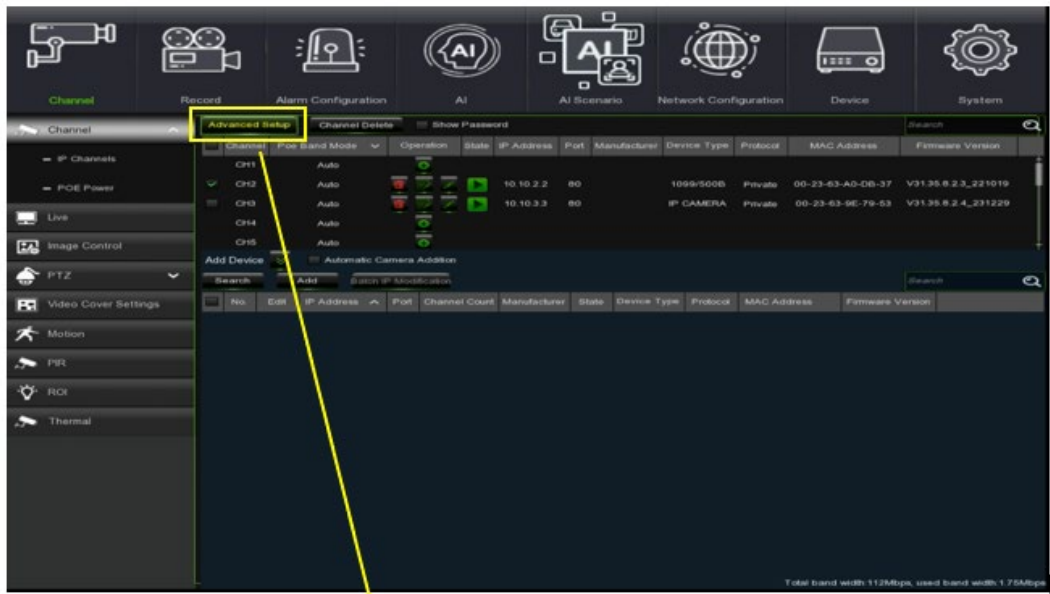 AI
AI
Channel Record Alarm Configuration AI AI Scenario Network Configuration Device System
Channel Advanced Setup Channel Delete Show Password Search
Channel Poe Band Mode Operation State IP Address Port Manufacturer Device Type Protocol MAC Address Firmware Version
IP Channels CH1 Auto
POE Power CH2 Auto 10.10.2.2 80 1099/500B Private 00-23-63-A0-DB-37 V31.35.8.2.3_221019
CH3 Auto 10.10.3.3 80 IP CAMERA Private 00-23-63-9E-79-53 V31.35.8.2.4_231229
Live CH4 Auto
Image Control CH5 Auto
Add Device Automatic Camera Addition
PTZ Search Add Batch IP Modification Search
Video Cover Settings No. Edit IP Address Port Channel Count Manufacturer State Device Type Protocol MAC Address Firmware Version
Motion
PIR
ROI
Thermal
Total band width:112Mbps, used band width:1.75Mbps